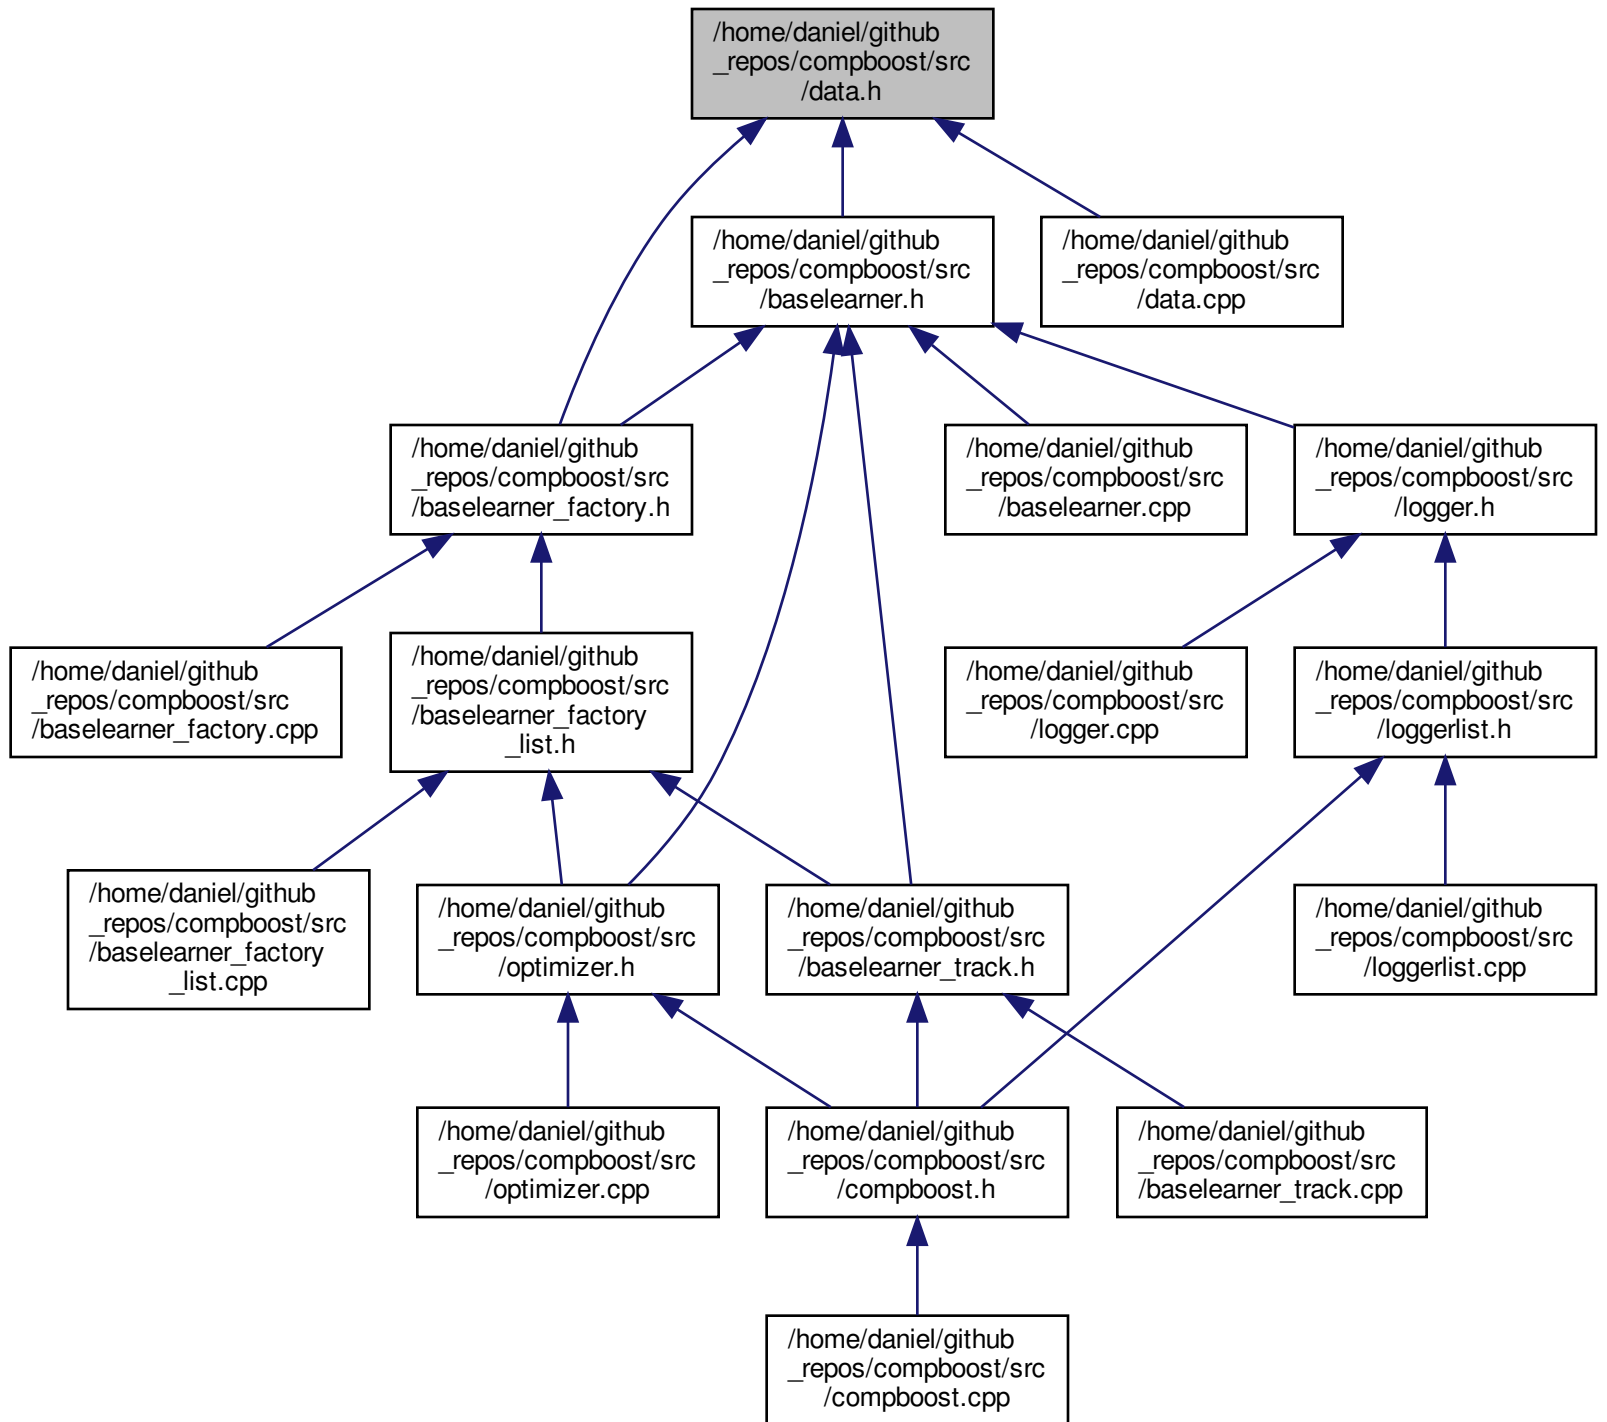 /home/daniel/github
_repos/compboost/src
/data.h
/home/daniel/github
_repos/compboost/src
/baselearner.h
/home/daniel/github
_repos/compboost/src
/data.cpp
/home/daniel/github
_repos/compboost/src
/baselearner_factory.h
/home/daniel/github
_repos/compboost/src
/baselearner.cpp
/home/daniel/github
_repos/compboost/src
/logger.h
/home/daniel/github
_repos/compboost/src
/baselearner_factory.cpp
/home/daniel/github
_repos/compboost/src
/baselearner_factory
_list.h
/home/daniel/github
_repos/compboost/src
/logger.cpp
/home/daniel/github
_repos/compboost/src
/loggerlist.h
/home/daniel/github
_repos/compboost/src
/baselearner_factory
_list.cpp
/home/daniel/github
_repos/compboost/src
/optimizer.h
/home/daniel/github
_repos/compboost/src
/baselearner_track.h
/home/daniel/github
_repos/compboost/src
/loggerlist.cpp
/home/daniel/github
_repos/compboost/src
/optimizer.cpp
/home/daniel/github
_repos/compboost/src
/compboost.h
/home/daniel/github
_repos/compboost/src
/baselearner_track.cpp
/home/daniel/github
_repos/compboost/src
/compboost.cpp